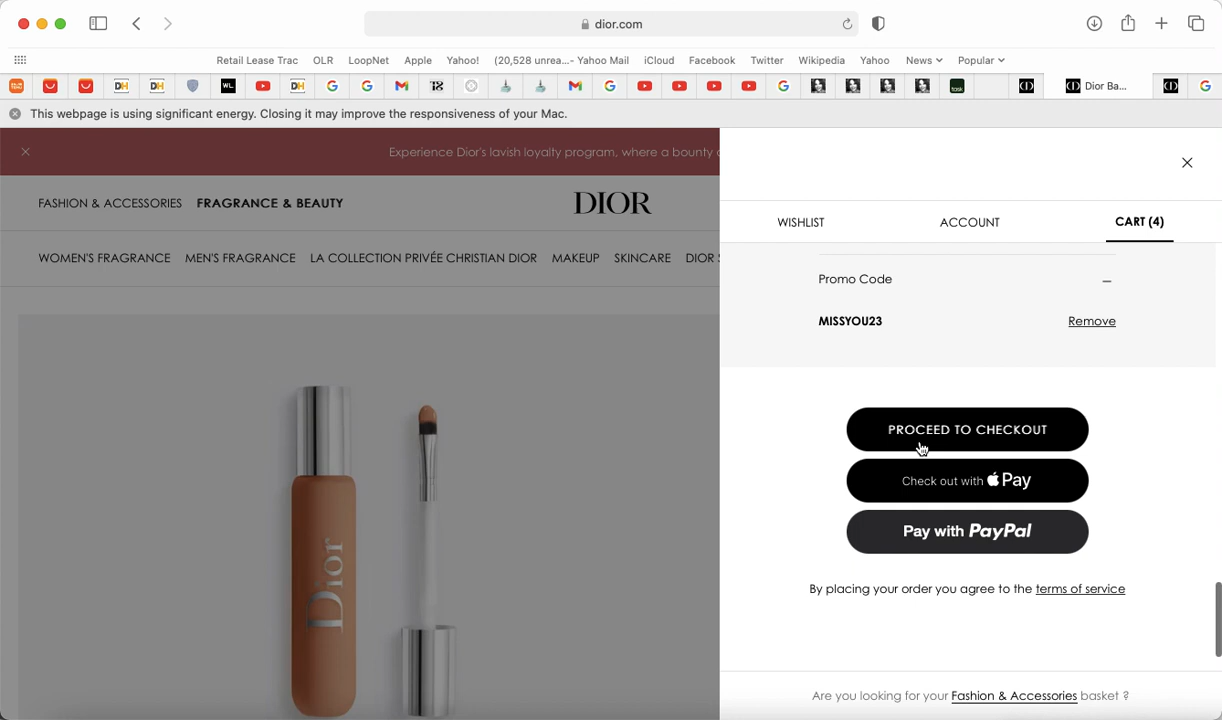 dior.com
Retail Lease Trac OLR LoopNet Apple Yahoo! (20,528 unrea...- Yahoo Mail iCloud Facebook Twitter Wikipedia Yahoo News Popular
DH DH WL DH Dior Ba...
This webpage is using significant energy. Closing it may improve the responsiveness of your Mac.
Experience Dior's lavish loyalty program, where a bounty
FASHION & ACCESSORIES FRAGRANCE & BEAUTY DIOR
WISHLIST ACCOUNT CART (4)
WOMEN'S FRAGRANCE MEN'S FRAGRANCE LA COLLECTION PRIVÉE CHRISTIAN DIOR MAKEUP SKINCARE DIOR
Promo Code
MISSYOU23 Remove
PROCEED TO CHECKOUT
Check out with Pay
Pay with PayPal
Dior
By placing your order you agree to the terms of service
Are you looking for your Fashion & Accessories basket ?